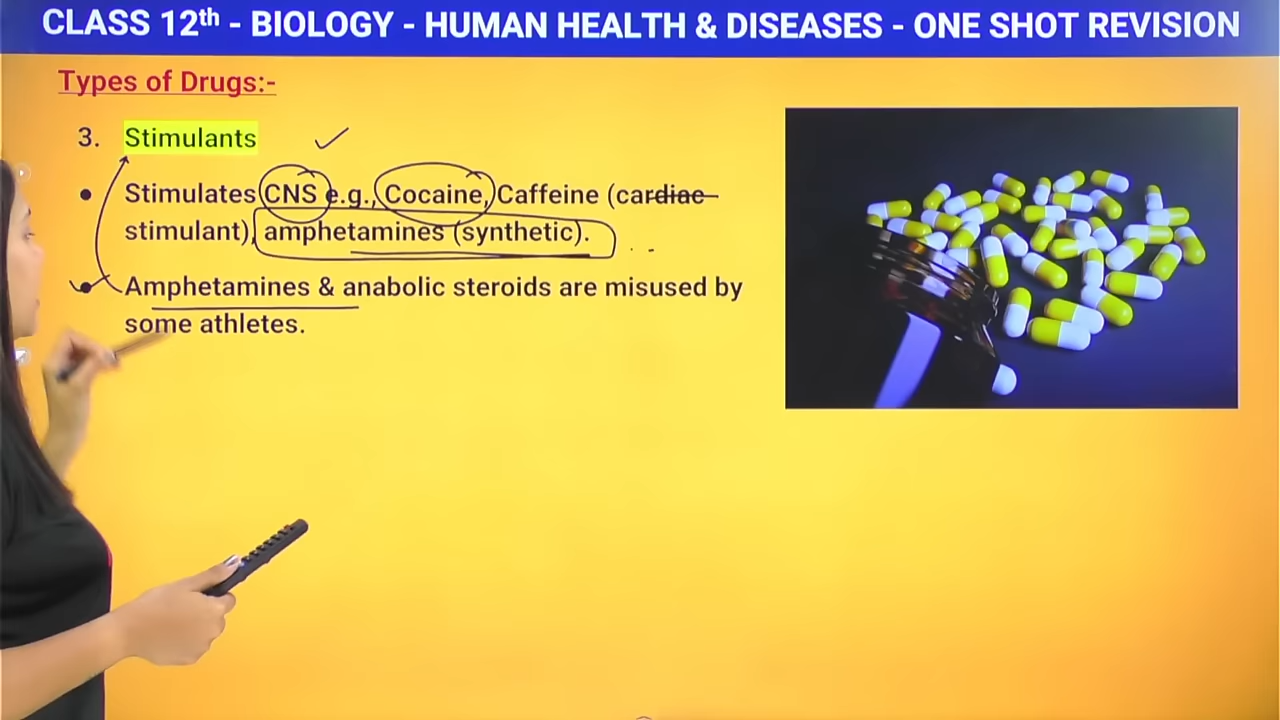 CLASS 12th - BIOLOGY - HUMAN HEALTH & DISEASES - ONE SHOT REVISION
Types of Drugs:-
3. Stimulants
• Stimulates CNS e.g., Cocaine, Caffeine (cardiac
stimulant), amphetamines (synthetic).
• Amphetamines & anabolic steroids are misused by
some athletes.